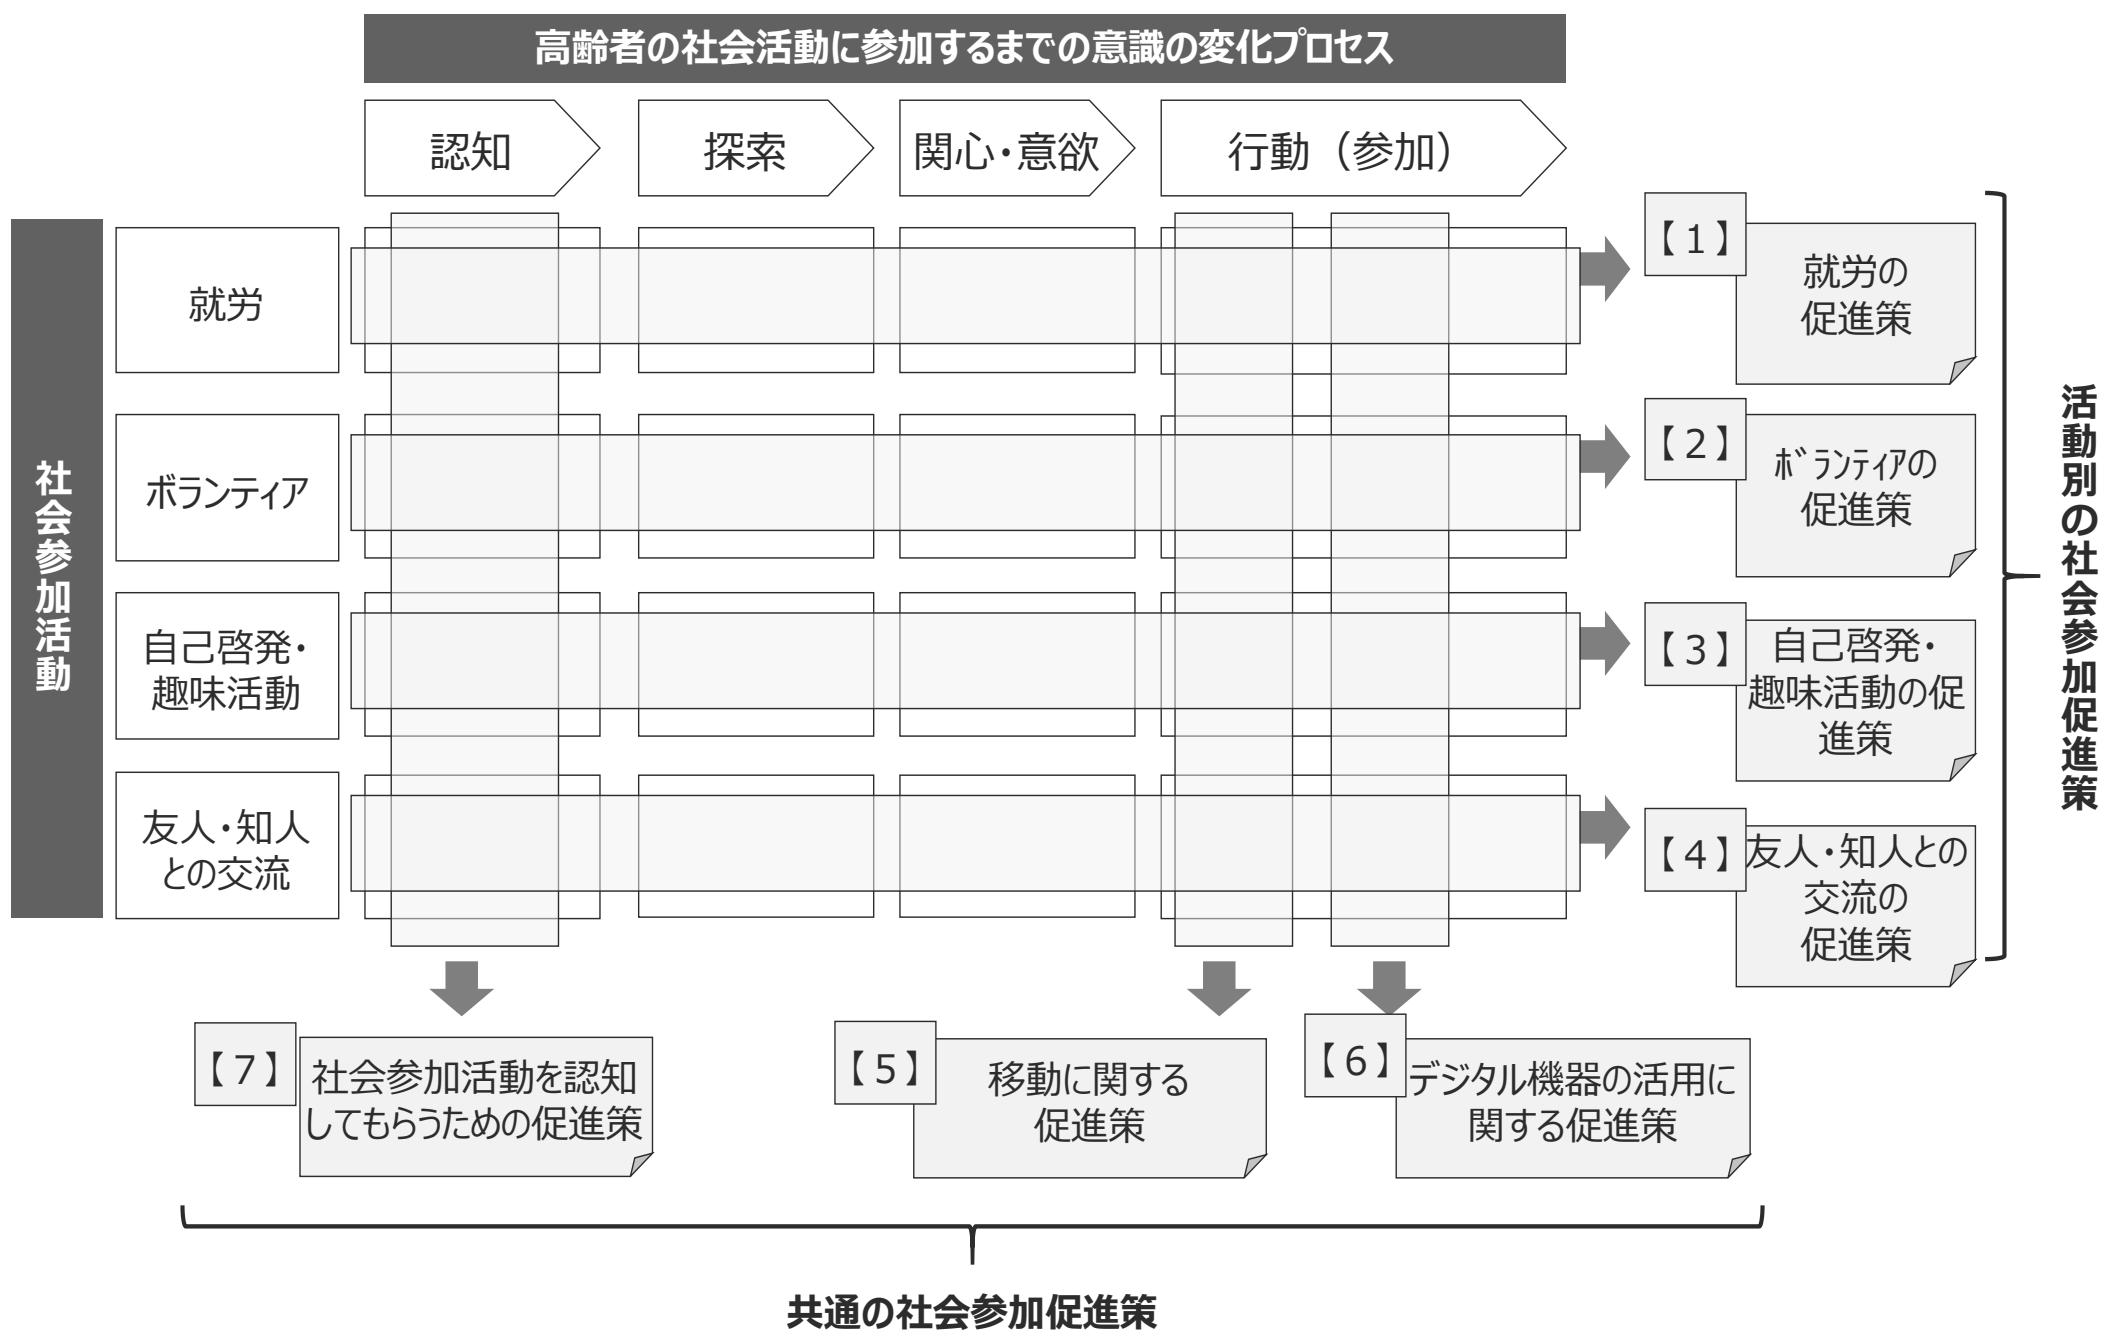 高齢者の社会活動に参加するまでの意識の変化プロセス
認知
探索
関心・意欲
行動（参加）
社会参加活動
就労
ボランティア
自己啓発・
趣味活動
友人・知人
との交流
【１】
就労の
促進策
【２】
ﾎﾞﾗﾝﾃｨｱの
促進策
【３】
自己啓発・
趣味活動の促
進策
【４】
友人・知人との
交流の
促進策
活動別の社会参加促進策
【７】
社会参加活動を認知
してもらうための促進策
【５】
移動に関する
促進策
【６】
デジタル機器の活用に
関する促進策
共通の社会参加促進策